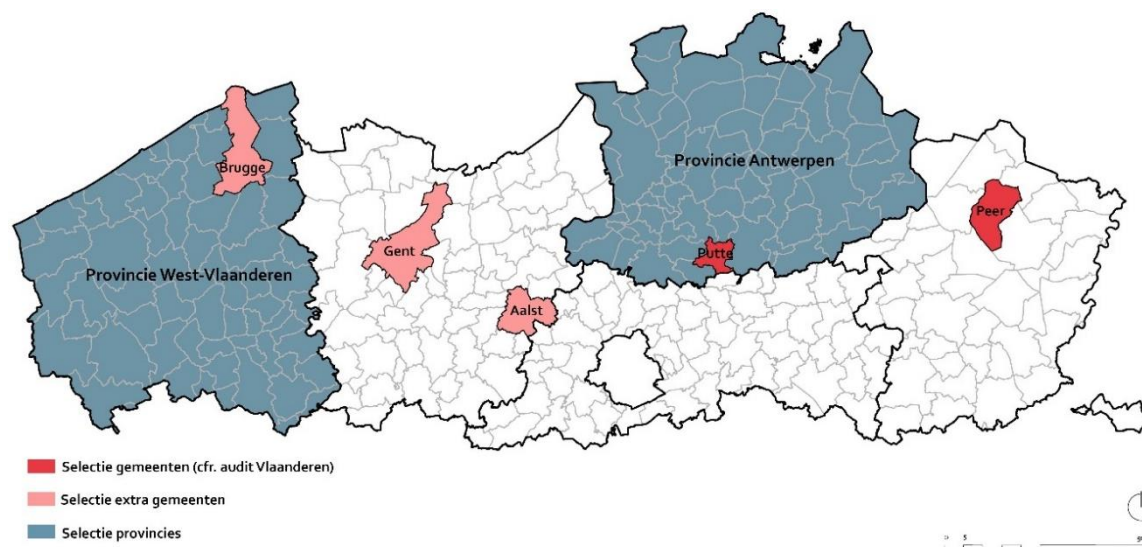 Provincie Antwerpen
Brugge
Peer
Gent
Putte
Provincie West-Vlaanderen
Aalst
Selectie gemeenten (cfr. audit Vlaanderen)
Selectie extra gemeenten
Selectie provincies